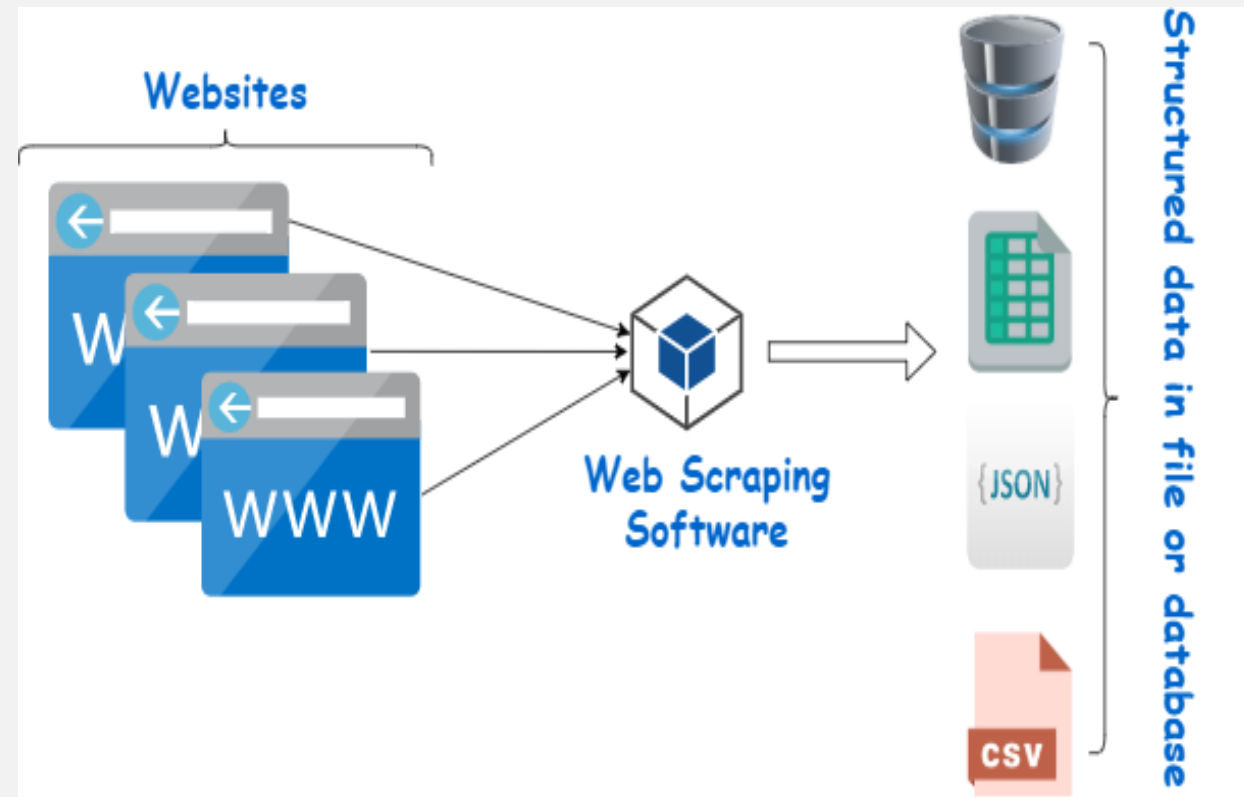 Websites
W
W
WWW
Web Scraping
Software
{JSON}
CSV
Structured data in file or database